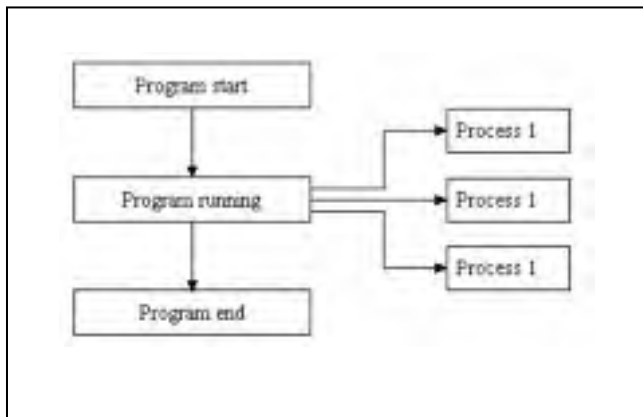 Program start
Process 1
Program running
Process 1
Process 1
Program end